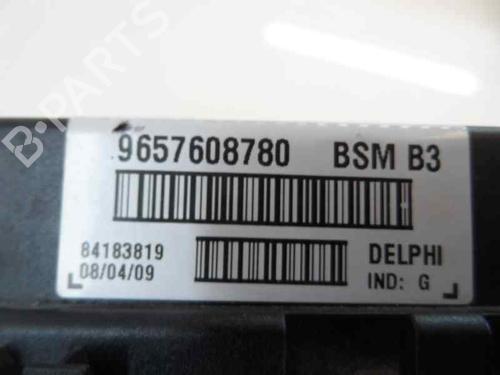 B-PARTS
9657608780 BSM B3
84183819 DELPHI
08/04/09 IND: G